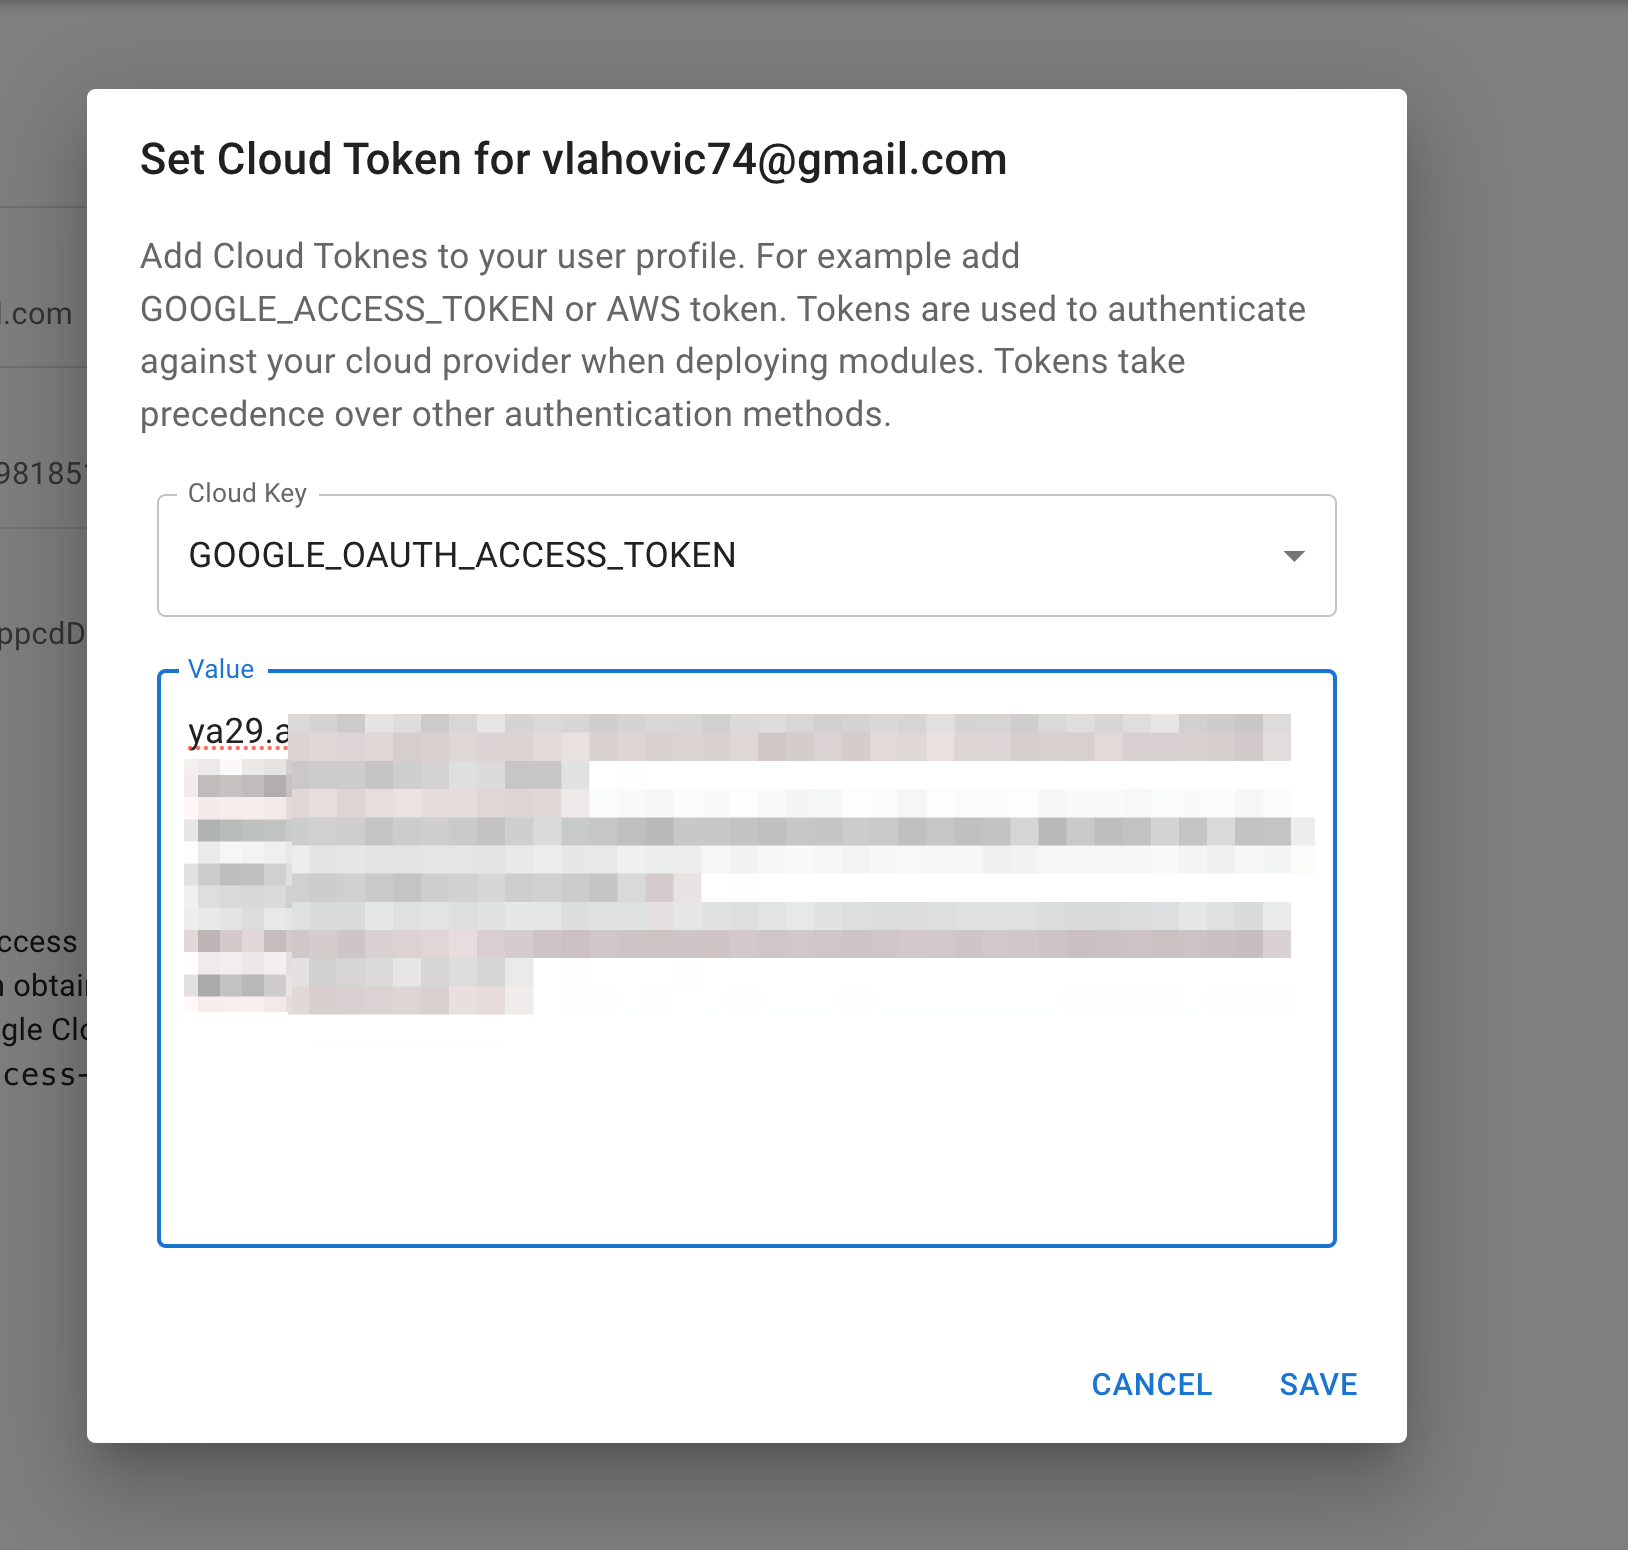 Set Cloud Token for vlahovic74@gmail.com
Add Cloud Toknes to your user profile. For example add
GOOGLE_ACCESS_TOKEN or AWS token. Tokens are used to authenticate
against your cloud provider when deploying modules. Tokens take
precedence over other authentication methods.
Cloud Key
GOOGLE_OAUTH_ACCESS_TOKEN
Value
ya29.a
CANCEL SAVE
l.com
98185
ppcdD
ccess
obtai
gle Clo
cess-